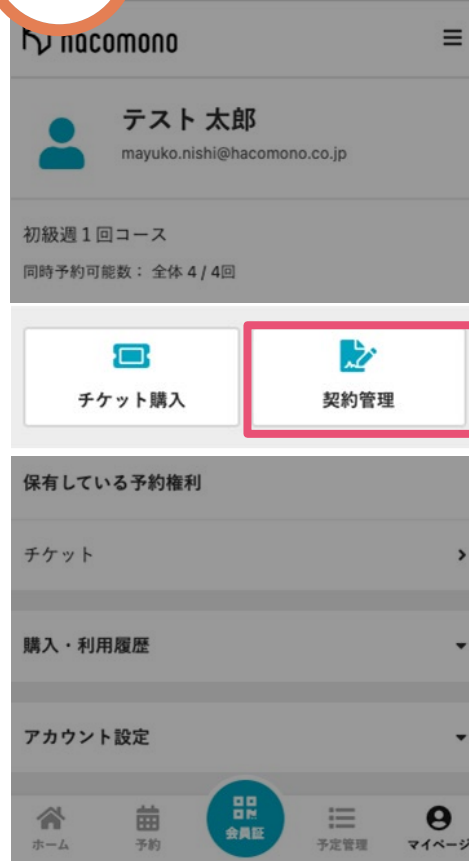 hacomono
テスト 太郎
mayuko.nishi@hacomono.co.jp
初級週1回コース
同時予約可能数： 全体 4 / 4回
チケット購入
契約管理
保有している予約権利
チケット
購入・利用履歴
アカウント設定
ホーム
予約
会員証
予定管理
マイページ